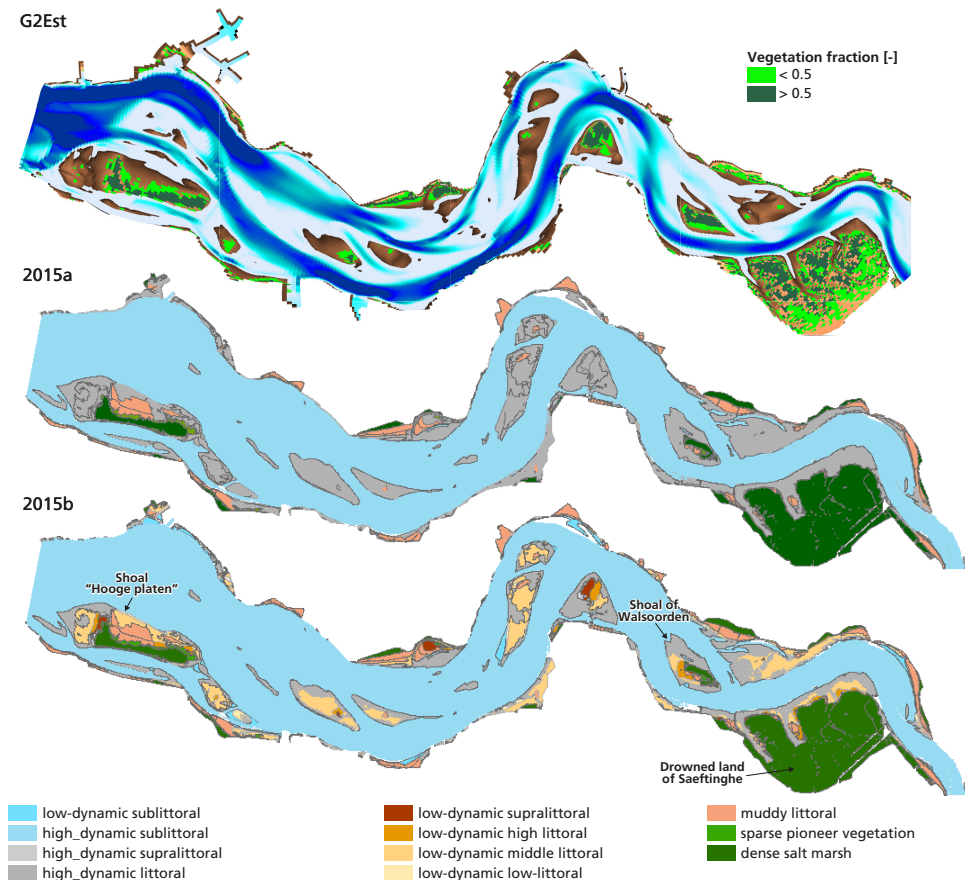 G2Est
Vegetation fraction [-]
< 0.5
> 0.5
2015a
2015b
Shoal
"Hooge platen"
Shoal of
Walsoorden
Drowned land
of Saeftinghe
low-dynamic sublittoral
high_dynamic sublittoral
high_dynamic supralittoral
high_dynamic littoral
low-dynamic supralittoral
low-dynamic high littoral
low-dynamic middle littoral
low-dynamic low-littoral
muddy littoral
sparse pioneer vegetation
dense salt marsh